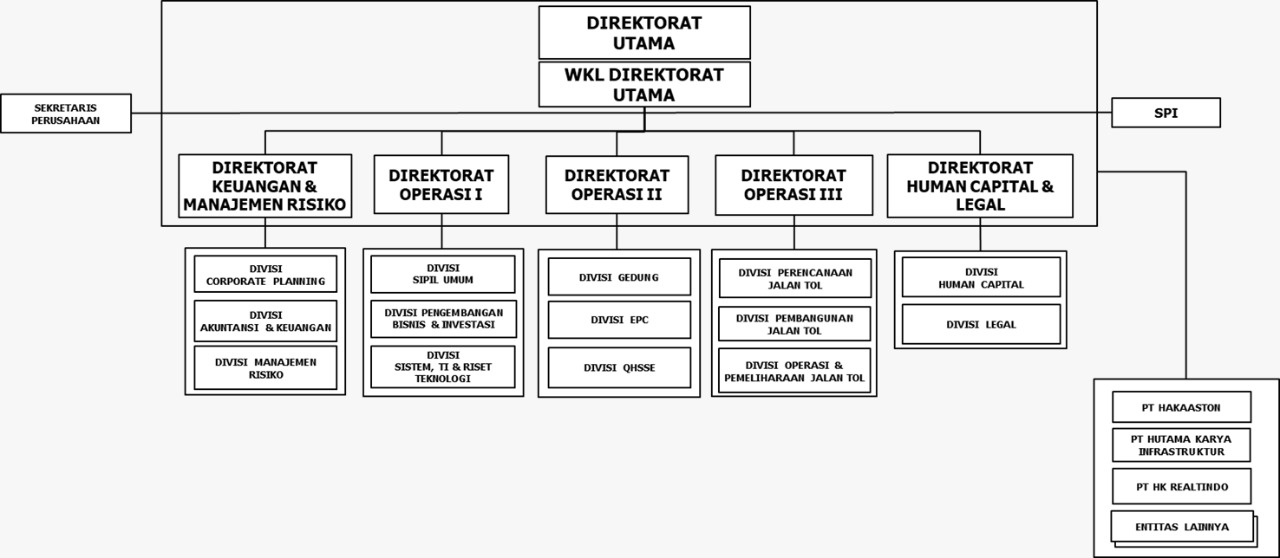 DIREKTORAT
UTAMA
WKL DIREKTORAT
UTAMA
SEKRETARIS
PERUSAHAAN
SPI
DIREKTORAT
KEUANGAN &
MANAJEMEN RISIKO
DIREKTORAT
OPERASI I
DIREKTORAT
OPERASI II
DIREKTORAT
OPERASI III
DIREKTORAT
HUMAN CAPITAL &
LEGAL
DIVISI
CORPORATE PLANNING
DIVISI
AKUNTANSI & KEUANGAN
DIVISI MANAJEMEN
RISIKO
DIVISI
SIPIL UMUM
DIVISI PENGEMBANGAN
BISNIS & INVESTASI
DIVISI
SISTEM, TI & RISET
TEKNOLOGI
DIVISI GEDUNG
DIVISI EPC
DIVISI QHSSE
DIVISI PERENCANAAN
JALAN TOL
DIVISI PEMBANGUNAN
JALAN TOL
DIVISI OPERASI &
PEMELIHARAAN JALAN TOL
DIVISI
HUMAN CAPITAL
DIVISI LEGAL
PT HAKAASTON
PT HUTAMA KARYA
INFRASTRUKTUR
PT HK REALTINDO
ENTITAS LAINNYA